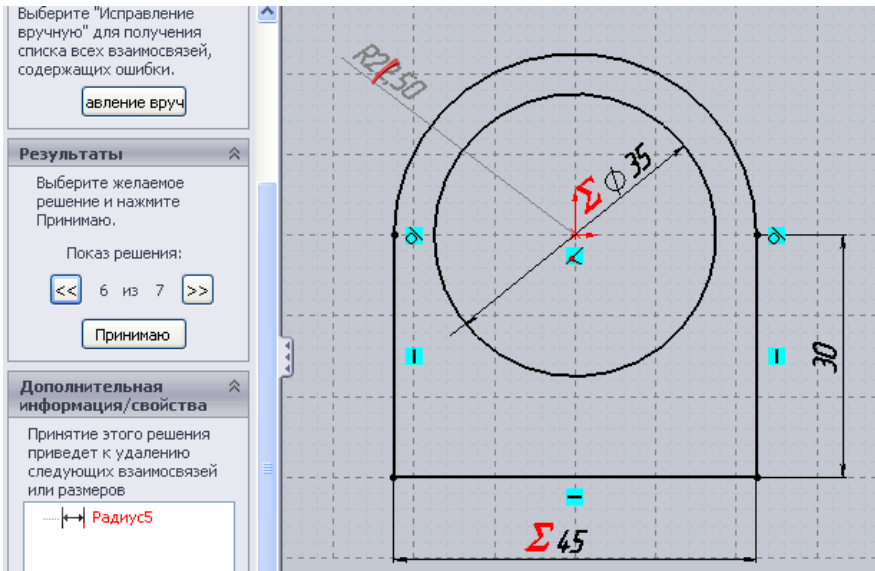 Выберите "Исправление
вручную" для получения
списка всех взаимосвязей,
содержащих ошибки.
авление вруч
Результаты
Выберите желаемое
решение и нажмите
Принимаю.
Показ решения:
<< 6 из 7 >>
Принимаю
Дополнительная
информация/свойства
Принятие этого решения
приведет к удалению
следующих взаимосвязей
или размеров
Радиус5
R22,50
Σ ϕ 35
30
Σ 45